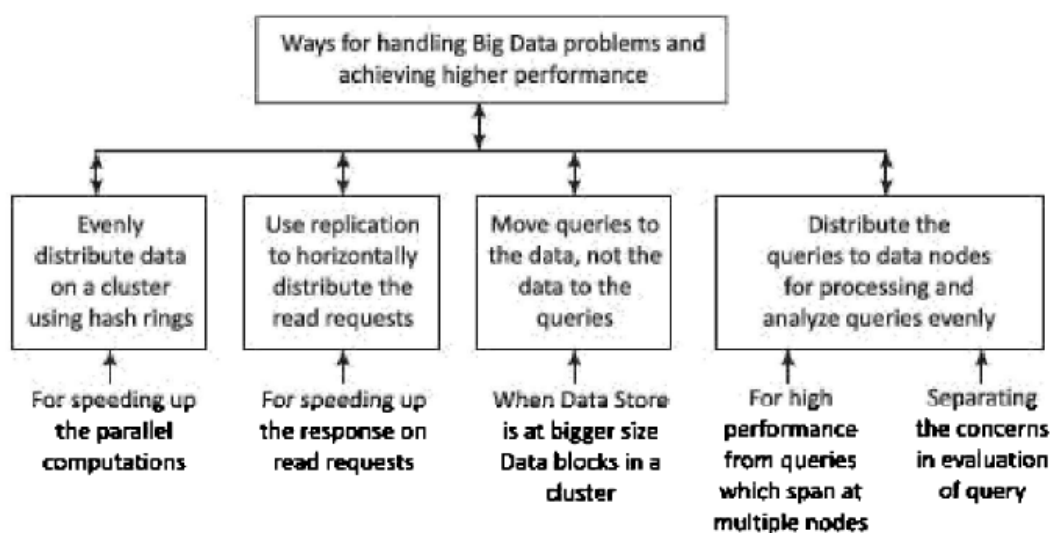 Ways for handling Big Data problems and
achieving higher performance
Evenly
distribute data
on a cluster
using hash rings
Use replication
to horizontally
distribute the
read requests
Move queries to
the data, not the
data to the
queries
Distribute the
queries to data nodes
for processing and
analyze queries evenly
For speeding up
the parallel
computations
For speeding up
the response on
read requests
When Data Store
is at bigger size
Data blocks in a
cluster
For high
performance
from queries
which span at
multiple nodes
Separating
the concerns
in evaluation
of query